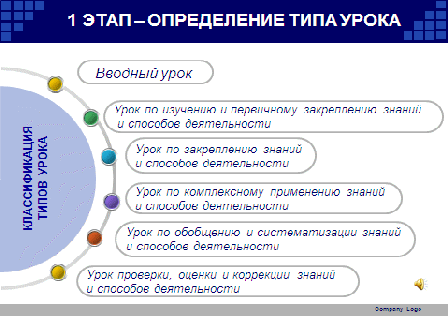 1 ЭТАП – ОПРЕДЕЛЕНИЕ ТИПА УРОКА
КЛАССИФИКАЦИЯ
ТИПОВ УРОКА
Вводный урок
Урок по изучению и первичному закреплению знаний
и способов деятельности
Урок по закреплению знаний
и способов деятельности
Урок по комплексному применению знаний
и способов деятельности
Урок по обобщению и систематизации знаний
и способов деятельности
Урок проверки, оценки и коррекции знаний
и способов деятельности
Company Logo